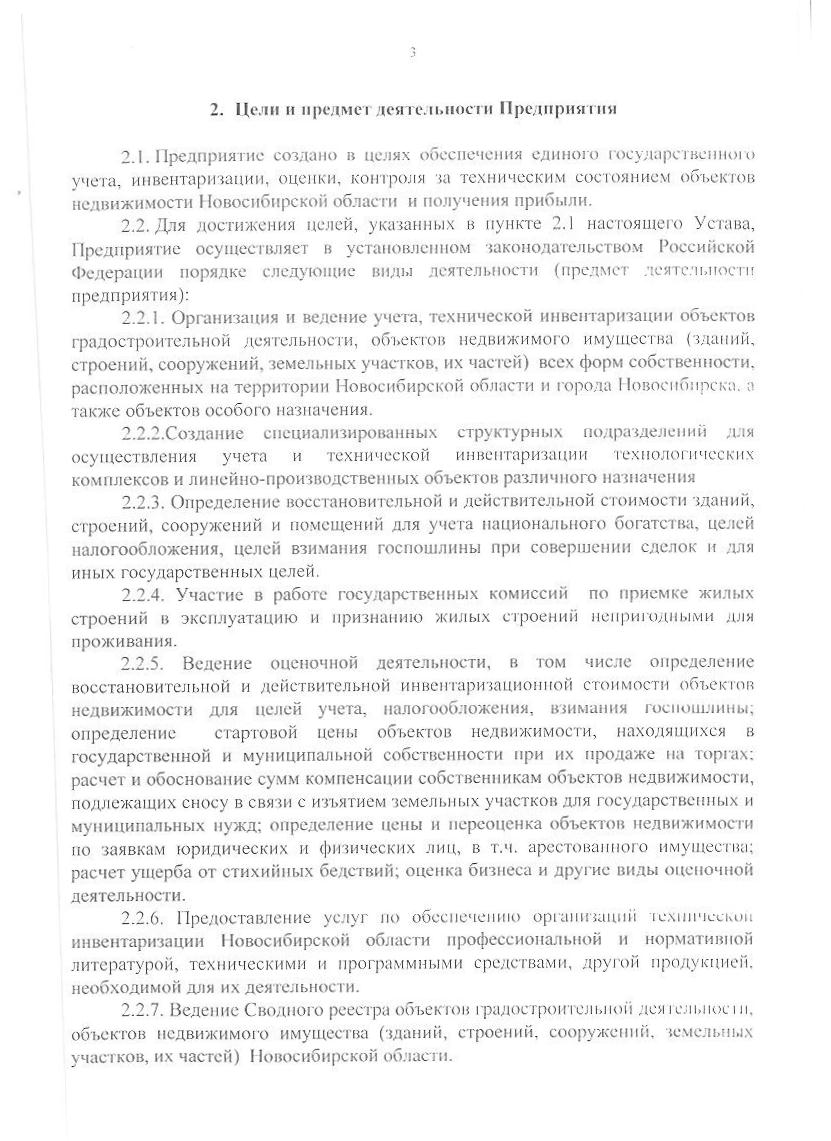 3
2. Цели и предмет деятельности Предприятия
2.1. Предприятие создано в целях обеспечения единого государственного
учета, инвентаризации, оценки, контроля за техническим состоянием объектов
недвижимости Новосибирской области и получения прибыли.
2.2. Для достижения целей, указанных в пункте 2.1 настоящего Устава,
Предприятие осуществляет в установленном законодательством Российской
Федерации порядке следующие виды деятельности (предмет деятельности
предприятия):
2.2.1. Организация и ведение учета, технической инвентаризации объектов
градостроительной деятельности, объектов недвижимого имущества (зданий,
строений, сооружений, земельных участков, их частей) всех форм собственности,
расположенных на территории Новосибирской области и города Новосибирска, а
также объектов особого назначения.
2.2.2.Создание специализированных структурных подразделений для
осуществления учета и технической инвентаризации технологических
комплексов и линейно-производственных объектов различного назначения
2.2.3. Определение восстановительной и действительной стоимости зданий,
строений, сооружений и помещений для учета национального богатства, целей
налогообложения, целей взимания госпошлины при совершении сделок и для
иных государственных целей.
2.2.4. Участие в работе государственных комиссий по приемке жилых
строений в эксплуатацию и признанию жилых строений непригодными для
проживания.
2.2.5. Ведение оценочной деятельности, в том числе определение
восстановительной и действительной инвентаризационной стоимости объектов
недвижимости для целей учета, налогообложения, взимания госпошлины;
определение стартовой цены объектов недвижимости, находящихся в
государственной и муниципальной собственности при их продаже на торгах;
расчет и обоснование сумм компенсации собственникам объектов недвижимости,
подлежащих сносу в связи с изъятием земельных участков для государственных и
муниципальных нужд; определение цены и переоценка объектов недвижимости
по заявкам юридических и физических лиц, в т.ч. арестованного имущества;
расчет ущерба от стихийных бедствий; оценка бизнеса и другие виды оценочной
деятельности.
2.2.6. Предоставление услуг по обеспечению организаций технической
инвентаризации Новосибирской области профессиональной и нормативной
литературой, техническими и программными средствами, другой продукцией,
необходимой для их деятельности.
2.2.7. Ведение Сводного реестра объектов градостроительной деятельности,
объектов недвижимого имущества (зданий, строений, сооружений, земельных
участков, их частей) Новосибирской области.